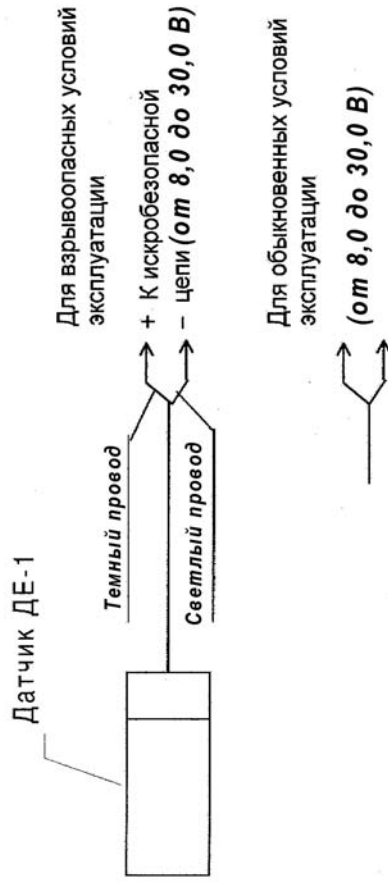 Датчик ДЕ-1
Темный провод
Светлый провод
Для взрывоопасных условий
эксплуатации
+ К искробезопасной
– цепи (от 8,0 до 30,0 В)
Для обыкновенных условий
эксплуатации
(от 8,0 до 30,0 В)